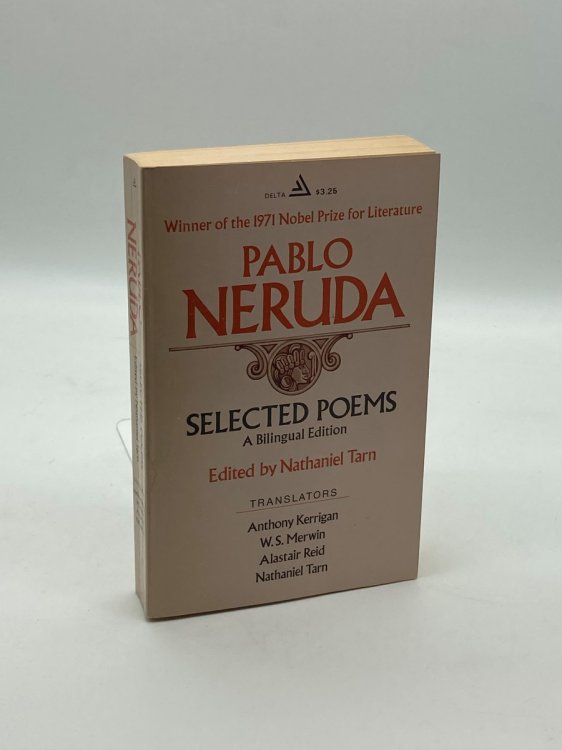 DELTA $3.25
Winner of the 1971 Nobel Prize for Literature
PABLO
NERUDA
SELECTED POEMS
A Bilingual Edition
Edited by Nathaniel Tarn
TRANSLATORS
Anthony Kerrigan
W. S. Merwin
Alastair Reid
Nathaniel Tarn
NERUDA